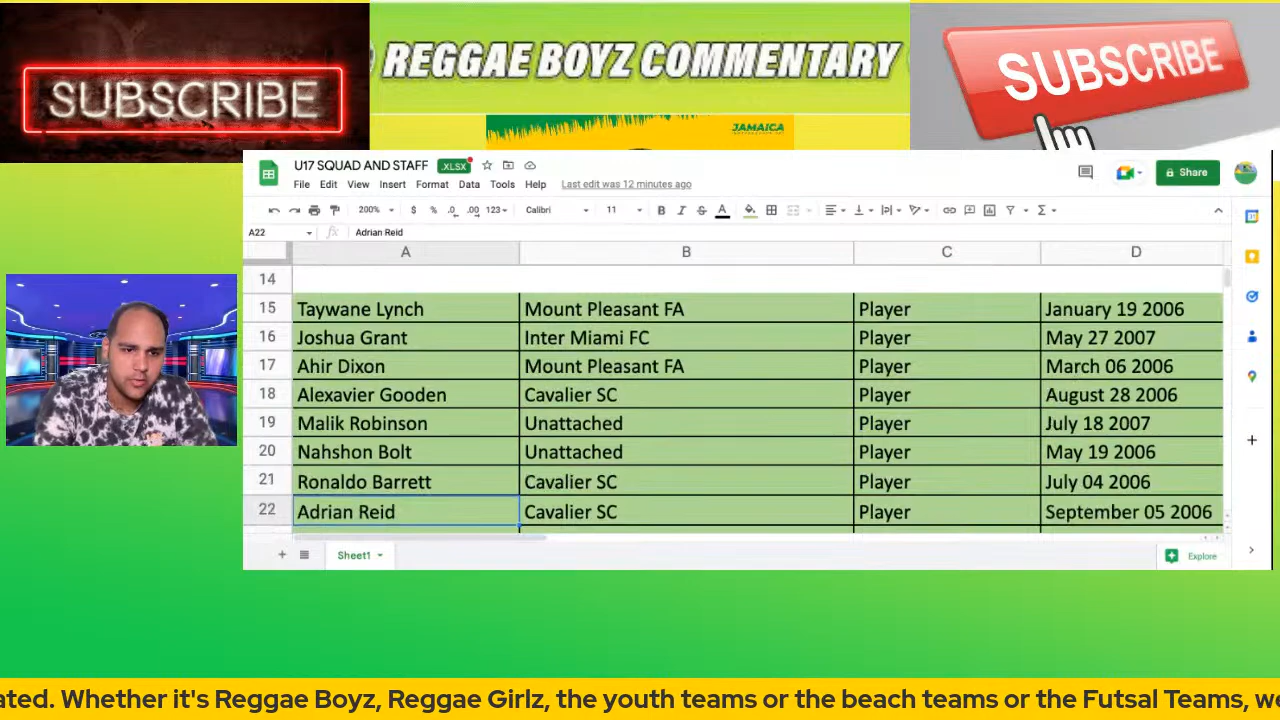 SUBSCRIBE
REGGAE BOYZ COMMENTARY
SUBSCRIBE
JAMAICA
U17 SQUAD AND STAFF .XLSX
File Edit View Insert Format Data Tools Help Last edit was 12 minutes ago
Share
200% $ % .0 .00 123 Calibri 11 B I S A
A22 fx Adrian Reid
A B C D
14
15 Taywane Lynch Mount Pleasant FA Player January 19 2006
16 Joshua Grant Inter Miami FC Player May 27 2007
17 Ahir Dixon Mount Pleasant FA Player March 06 2006
18 Alexavier Gooden Cavalier SC Player August 28 2006
19 Malik Robinson Unattached Player July 18 2007
20 Nahshon Bolt Unattached Player May 19 2006
21 Ronaldo Barrett Cavalier SC Player July 04 2006
22 Adrian Reid Cavalier SC Player September 05 2006
Sheet1
Explore
ated. Whether it's Reggae Boyz, Reggae Girlz, the youth teams or the beach teams or the Futsal Teams, we